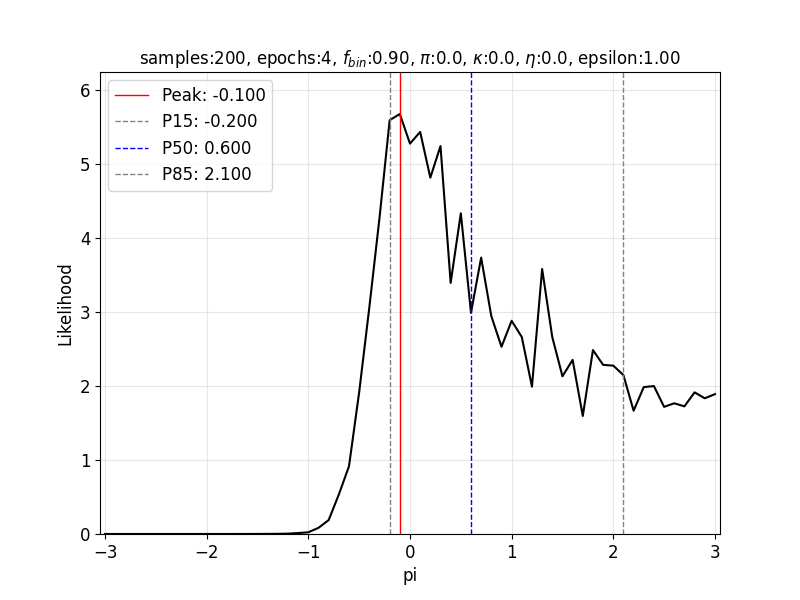 samples:200, epochs:4, f_bin:0.90, π:0.0, κ:0.0, η:0.0, epsilon:1.00
Peak: -0.100
P15: -0.200
P50: 0.600
P85: 2.100
Likelihood
6
5
4
3
2
1
0
−3 −2 −1 0 1 2 3
pi